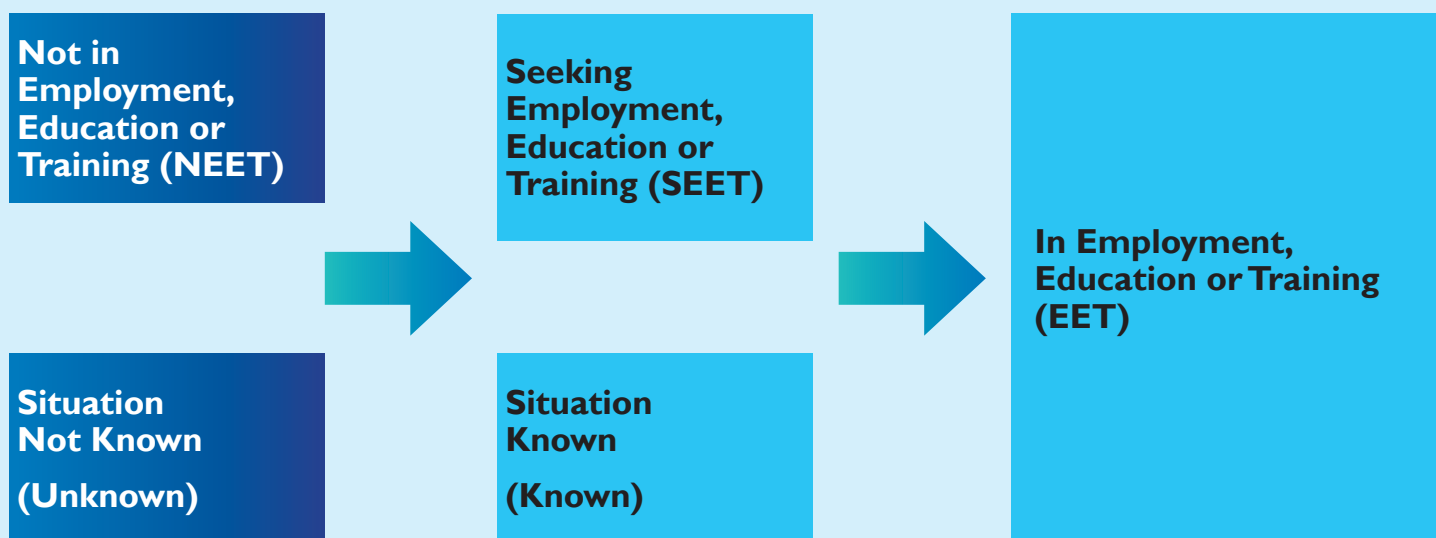 Not in
Employment,
Education or
Training (NEET)
Seeking
Employment,
Education or
Training (SEET)
In Employment,
Education or Training
(EET)
Situation
Not Known
(Unknown)
Situation
Known
(Known)